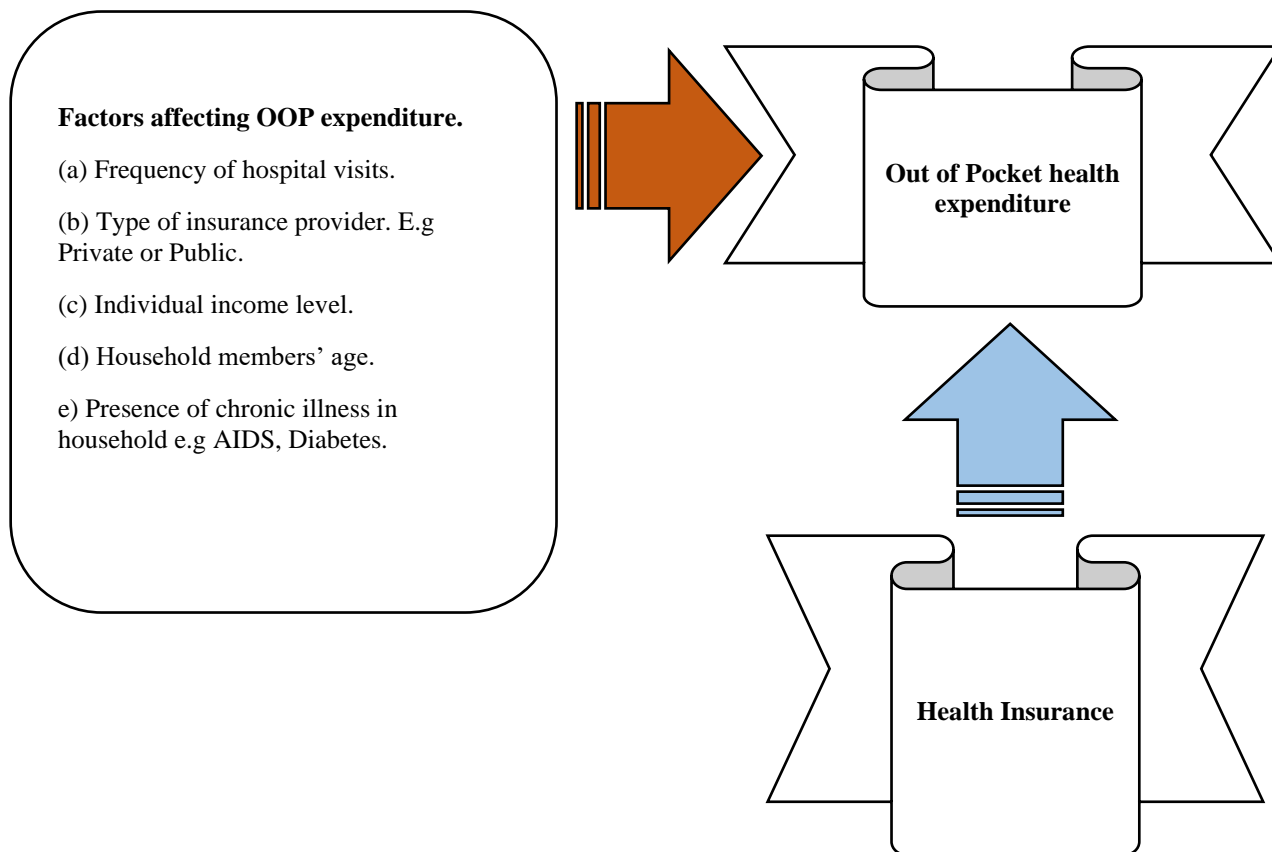 Factors affecting OOP expenditure.
(a) Frequency of hospital visits.
(b) Type of insurance provider. E.g
Private or Public.
(c) Individual income level.
(d) Household members’ age.
e) Presence of chronic illness in
household e.g AIDS, Diabetes.
Out of Pocket health
expenditure
Health Insurance